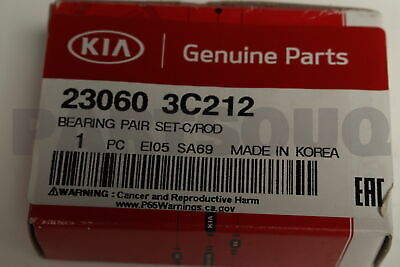 KIA Genuine Parts
23060 3C212
BEARING PAIR SET-C/ROD
1 PC EI05 SA69 MADE IN KOREA
⚠WARNING : Cancer and Reproductive Harm
www.P65Warnings.ca.gov
EAC
KIA